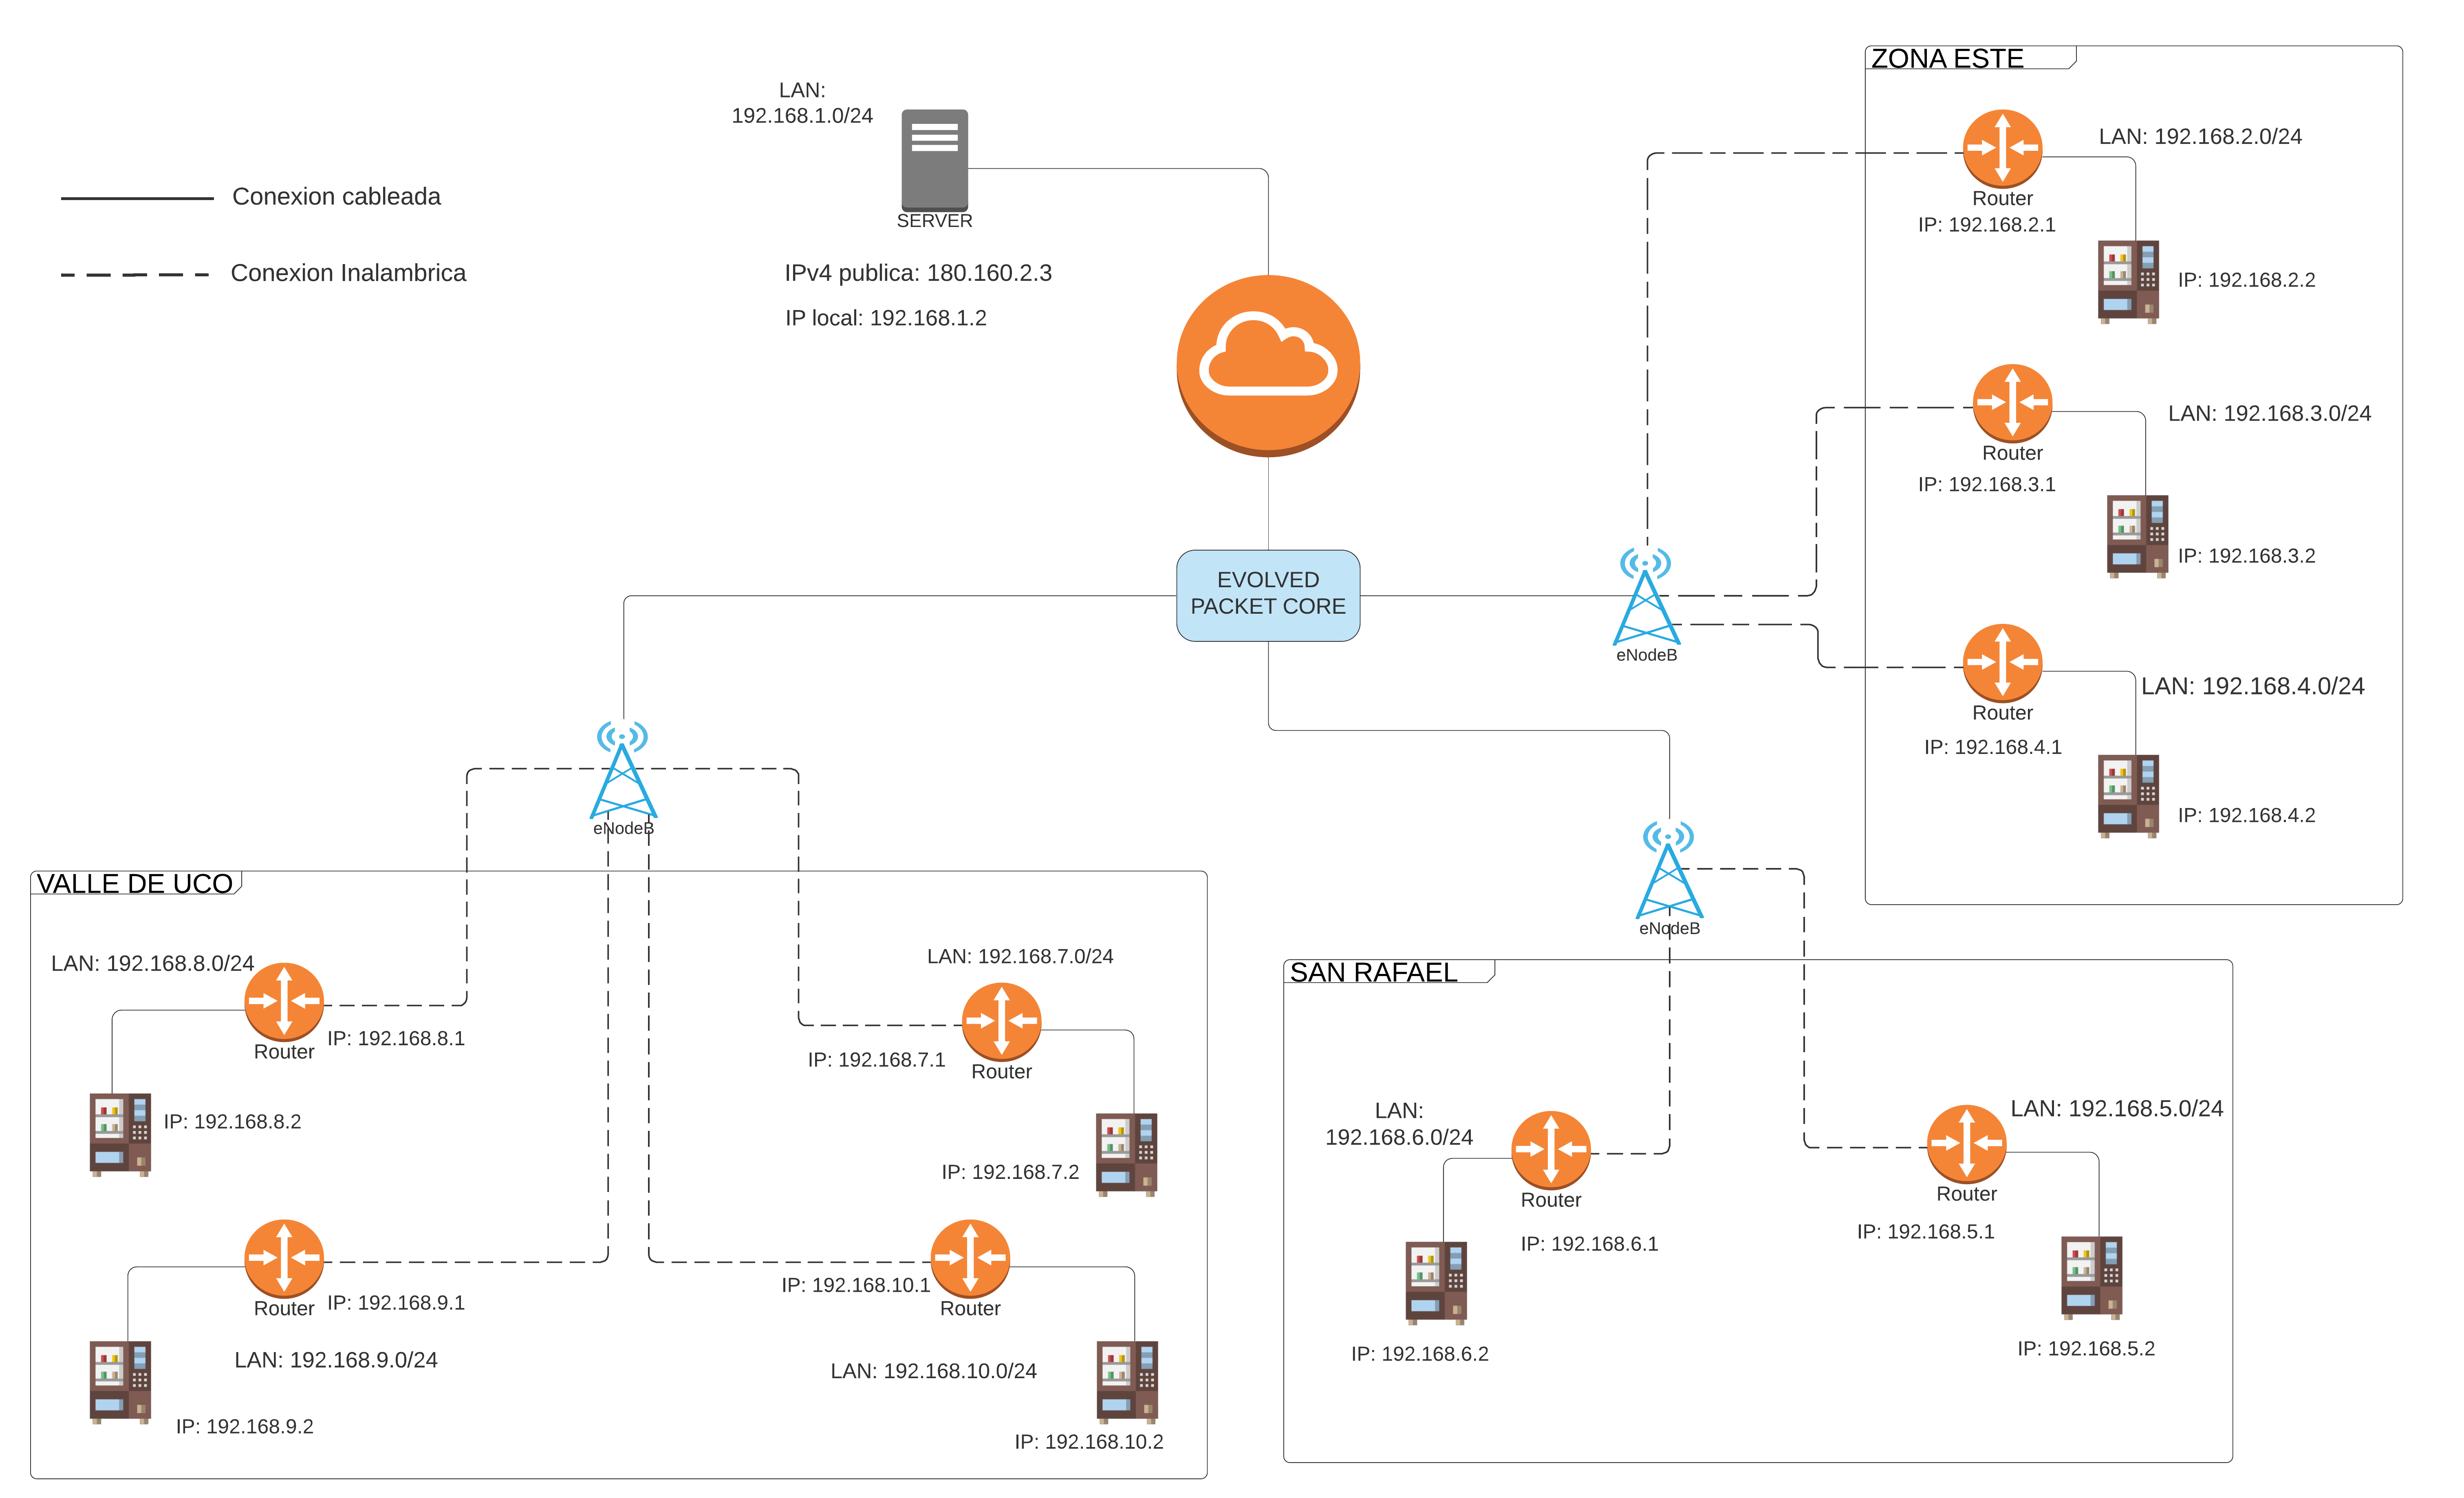 LAN:
192.168.1.0/24
SERVER
IPv4 publica: 180.160.2.3
IP local: 192.168.1.2
Conexion cableada
Conexion Inalambrica
EVOLVED
PACKET CORE
eNodeB
ZONA ESTE
LAN: 192.168.2.0/24
Router
IP: 192.168.2.1
IP: 192.168.2.2
LAN: 192.168.3.0/24
Router
IP: 192.168.3.1
IP: 192.168.3.2
LAN: 192.168.4.0/24
Router
IP: 192.168.4.1
IP: 192.168.4.2
eNodeB
VALLE DE UCO
LAN: 192.168.8.0/24
Router
IP: 192.168.8.1
IP: 192.168.8.2
LAN: 192.168.7.0/24
IP: 192.168.7.1
Router
IP: 192.168.7.2
Router
IP: 192.168.9.1
LAN: 192.168.9.0/24
IP: 192.168.9.2
IP: 192.168.10.1
Router
LAN: 192.168.10.0/24
IP: 192.168.10.2
eNodeB
SAN RAFAEL
LAN:
192.168.6.0/24
Router
IP: 192.168.6.1
IP: 192.168.6.2
LAN: 192.168.5.0/24
Router
IP: 192.168.5.1
IP: 192.168.5.2